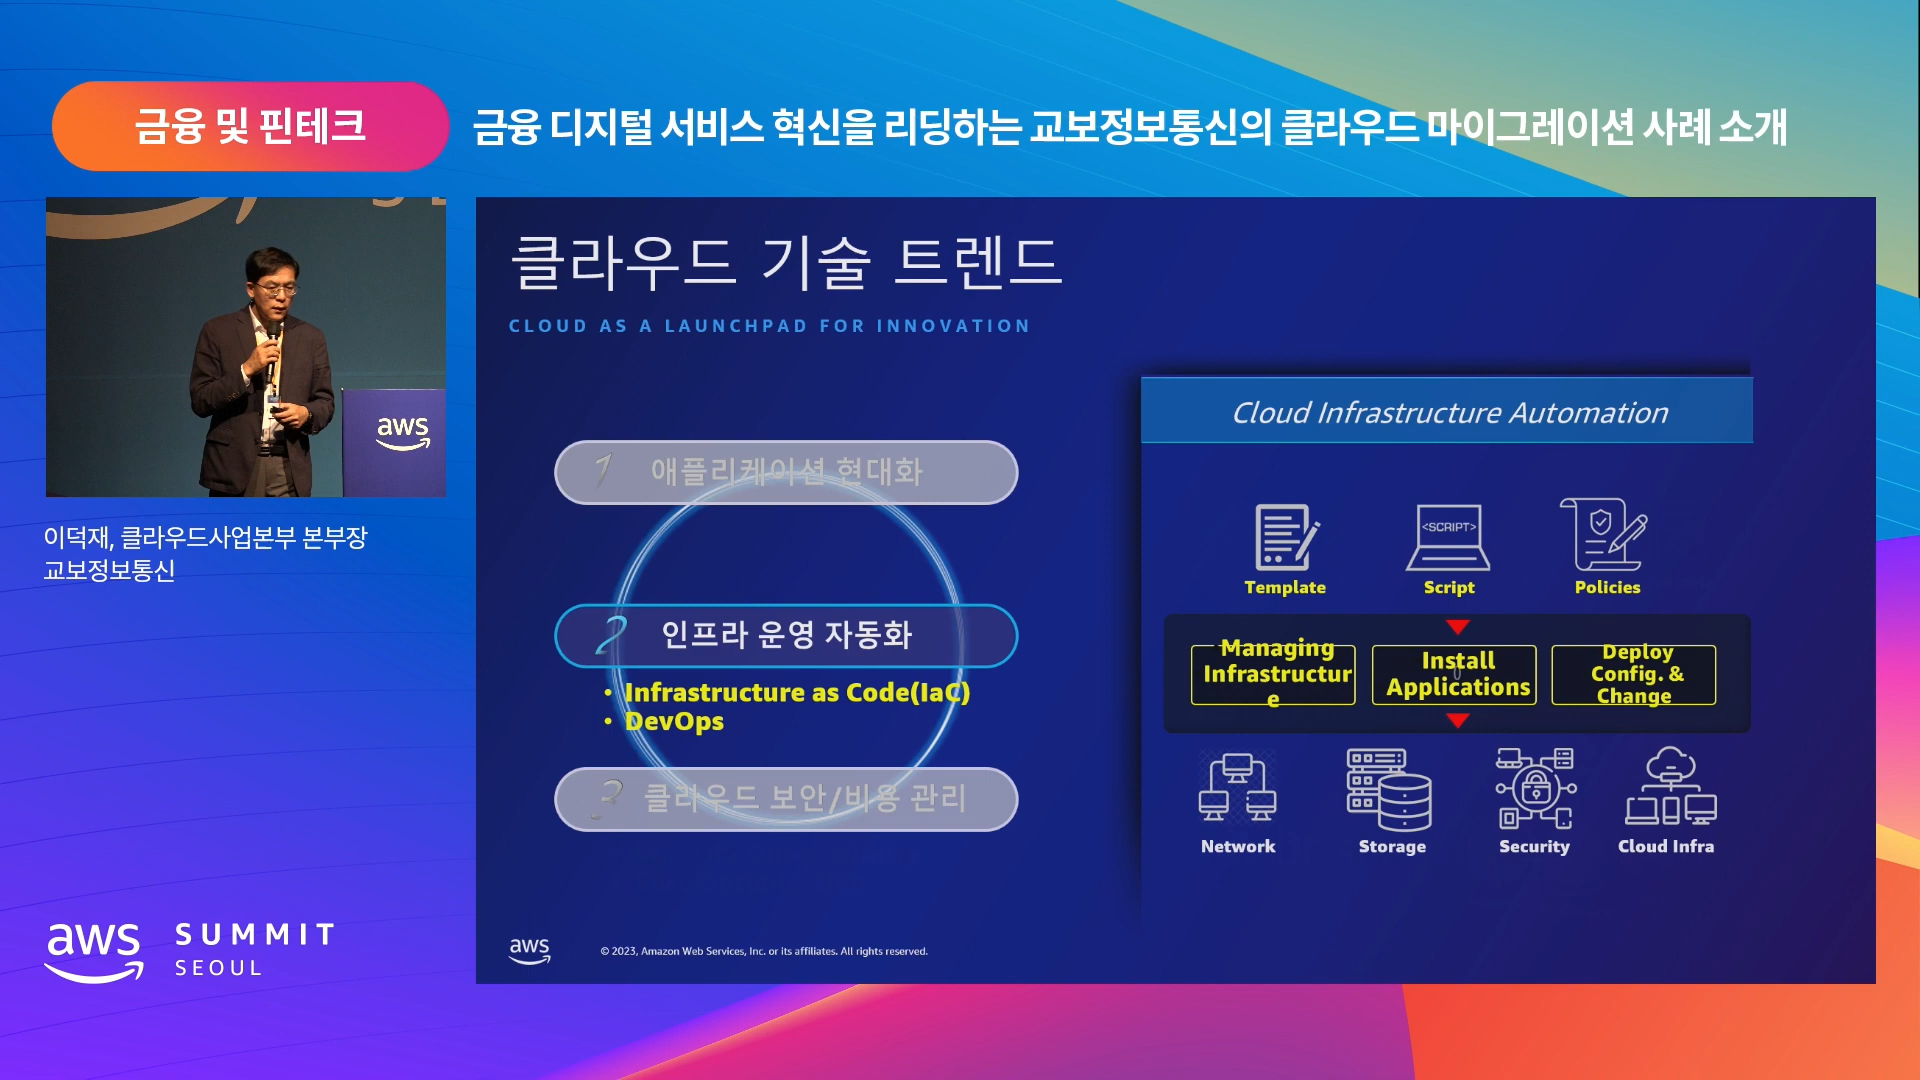 금융 및 핀테크
금융 디지털 서비스 혁신을 리딩하는 교보정보통신의 클라우드 마이그레이션 사례 소개
aws
이덕재, 클라우드사업본부 본부장
교보정보통신
클라우드 기술 트렌드
CLOUD AS A LAUNCHPAD FOR INNOVATION
1 애플리케이션 현대화
2 인프라 운영 자동화
• Infrastructure as Code(IaC)
• DevOps
3 클라우드 보안/비용 관리
Cloud Infrastructure Automation
<SCRIPT>
Template
Script
Policies
Managing
Infrastructur
e
Install
Applications
Deploy
Config. &
Change
Network
Storage
Security
Cloud Infra
aws
© 2023, Amazon Web Services, Inc. or its affiliates. All rights reserved.
aws
SUMMIT
SEOUL